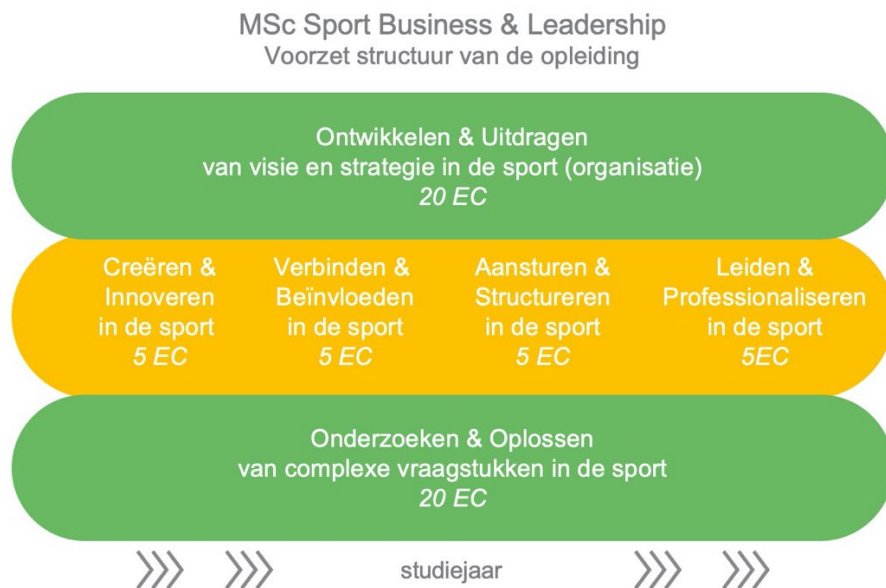 MSc Sport Business & Leadership
Voorzet structuur van de opleiding
Ontwikkelen & Uitdragen
van visie en strategie in de sport (organisatie)
20 EC
Creëren &
Innoveren
in de sport
5 EC
Verbinden &
Beïnvloeden
in de sport
5 EC
Aansturen &
Structureren
in de sport
5 EC
Leiden &
Professionaliseren
in de sport
5EC
Onderzoeken & Oplossen
van complexe vraagstukken in de sport
20 EC
studiejaar